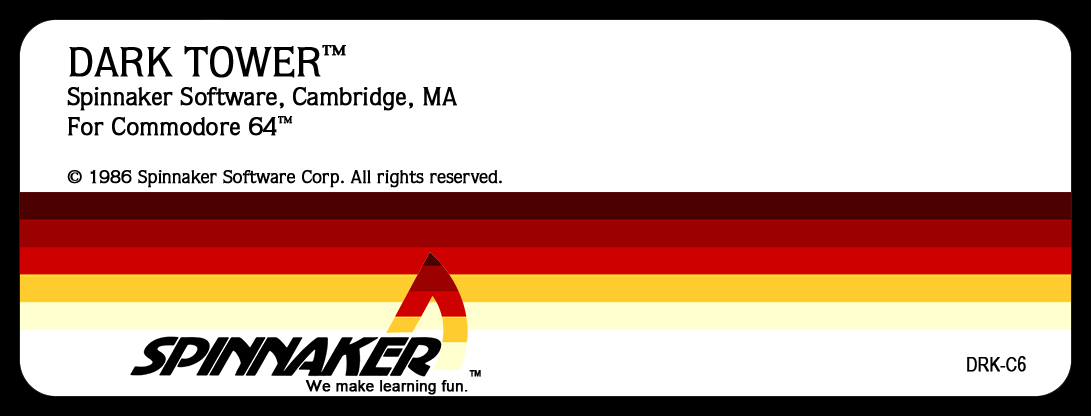 DARK TOWER™
Spinnaker Software, Cambridge, MA
For Commodore 64™
© 1986 Spinnaker Software Corp. All rights reserved.
SPINNAKER™
We make learning fun.
DRK-C6